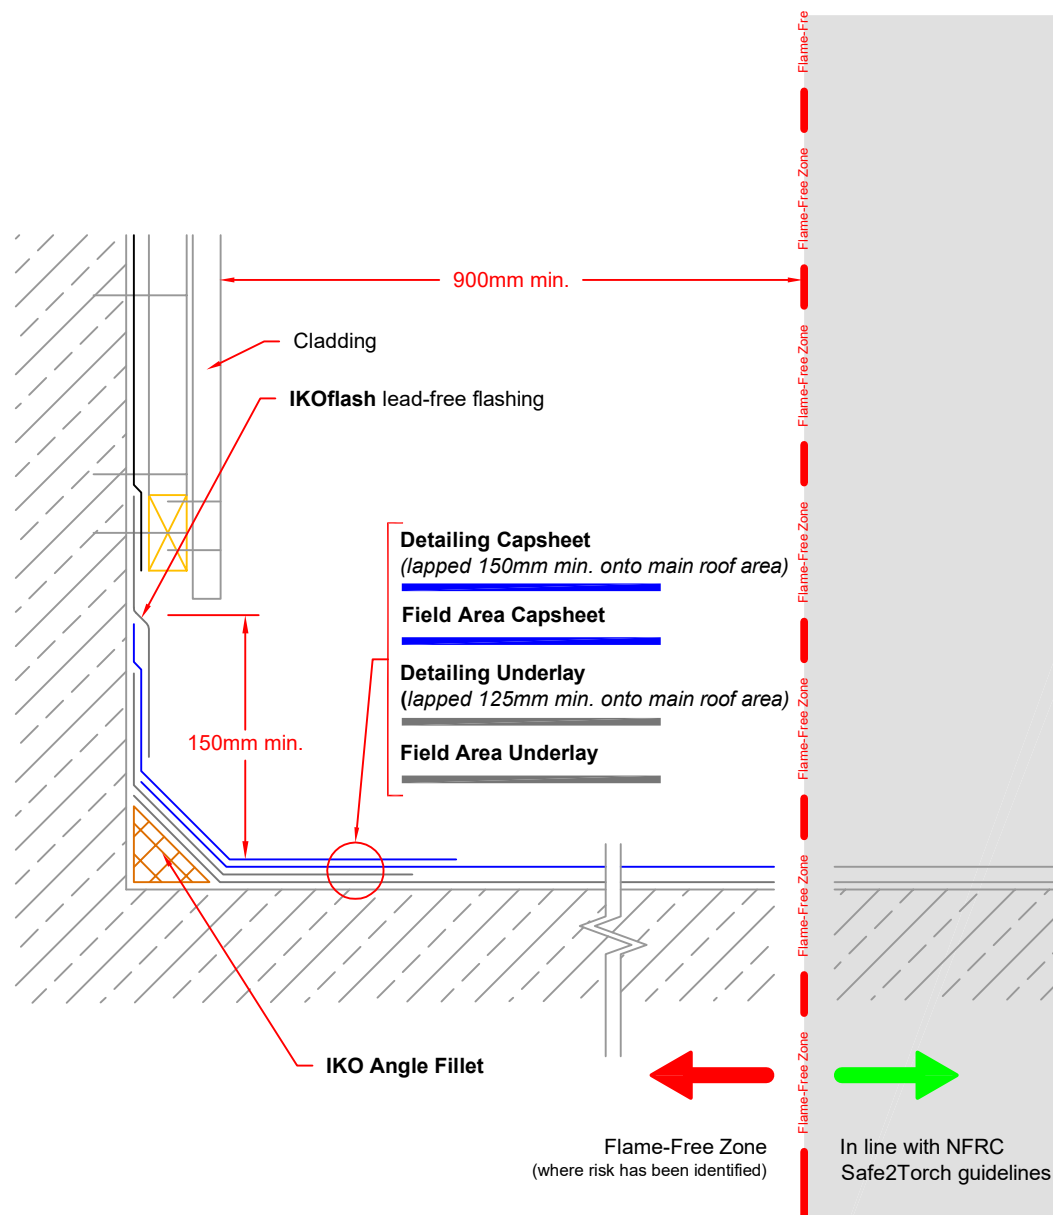 Flame-Fre
Flame-Free Zone
900mm min.
Cladding
IKOflash lead-free flashing
Flame-Free Zone
Detailing Capsheet
(lapped 150mm min. onto main roof area)
Field Area Capsheet
Flame-Free Zone
Detailing Underlay
(lapped 125mm min. onto main roof area)
150mm min.
Field Area Underlay
Flame-Free Zone
Flame-Free Zone
IKO Angle Fillet
Flame-Free Zone
Flame-Free Zone
(where risk has been identified)
In line with NFRC
Safe2Torch guidelines